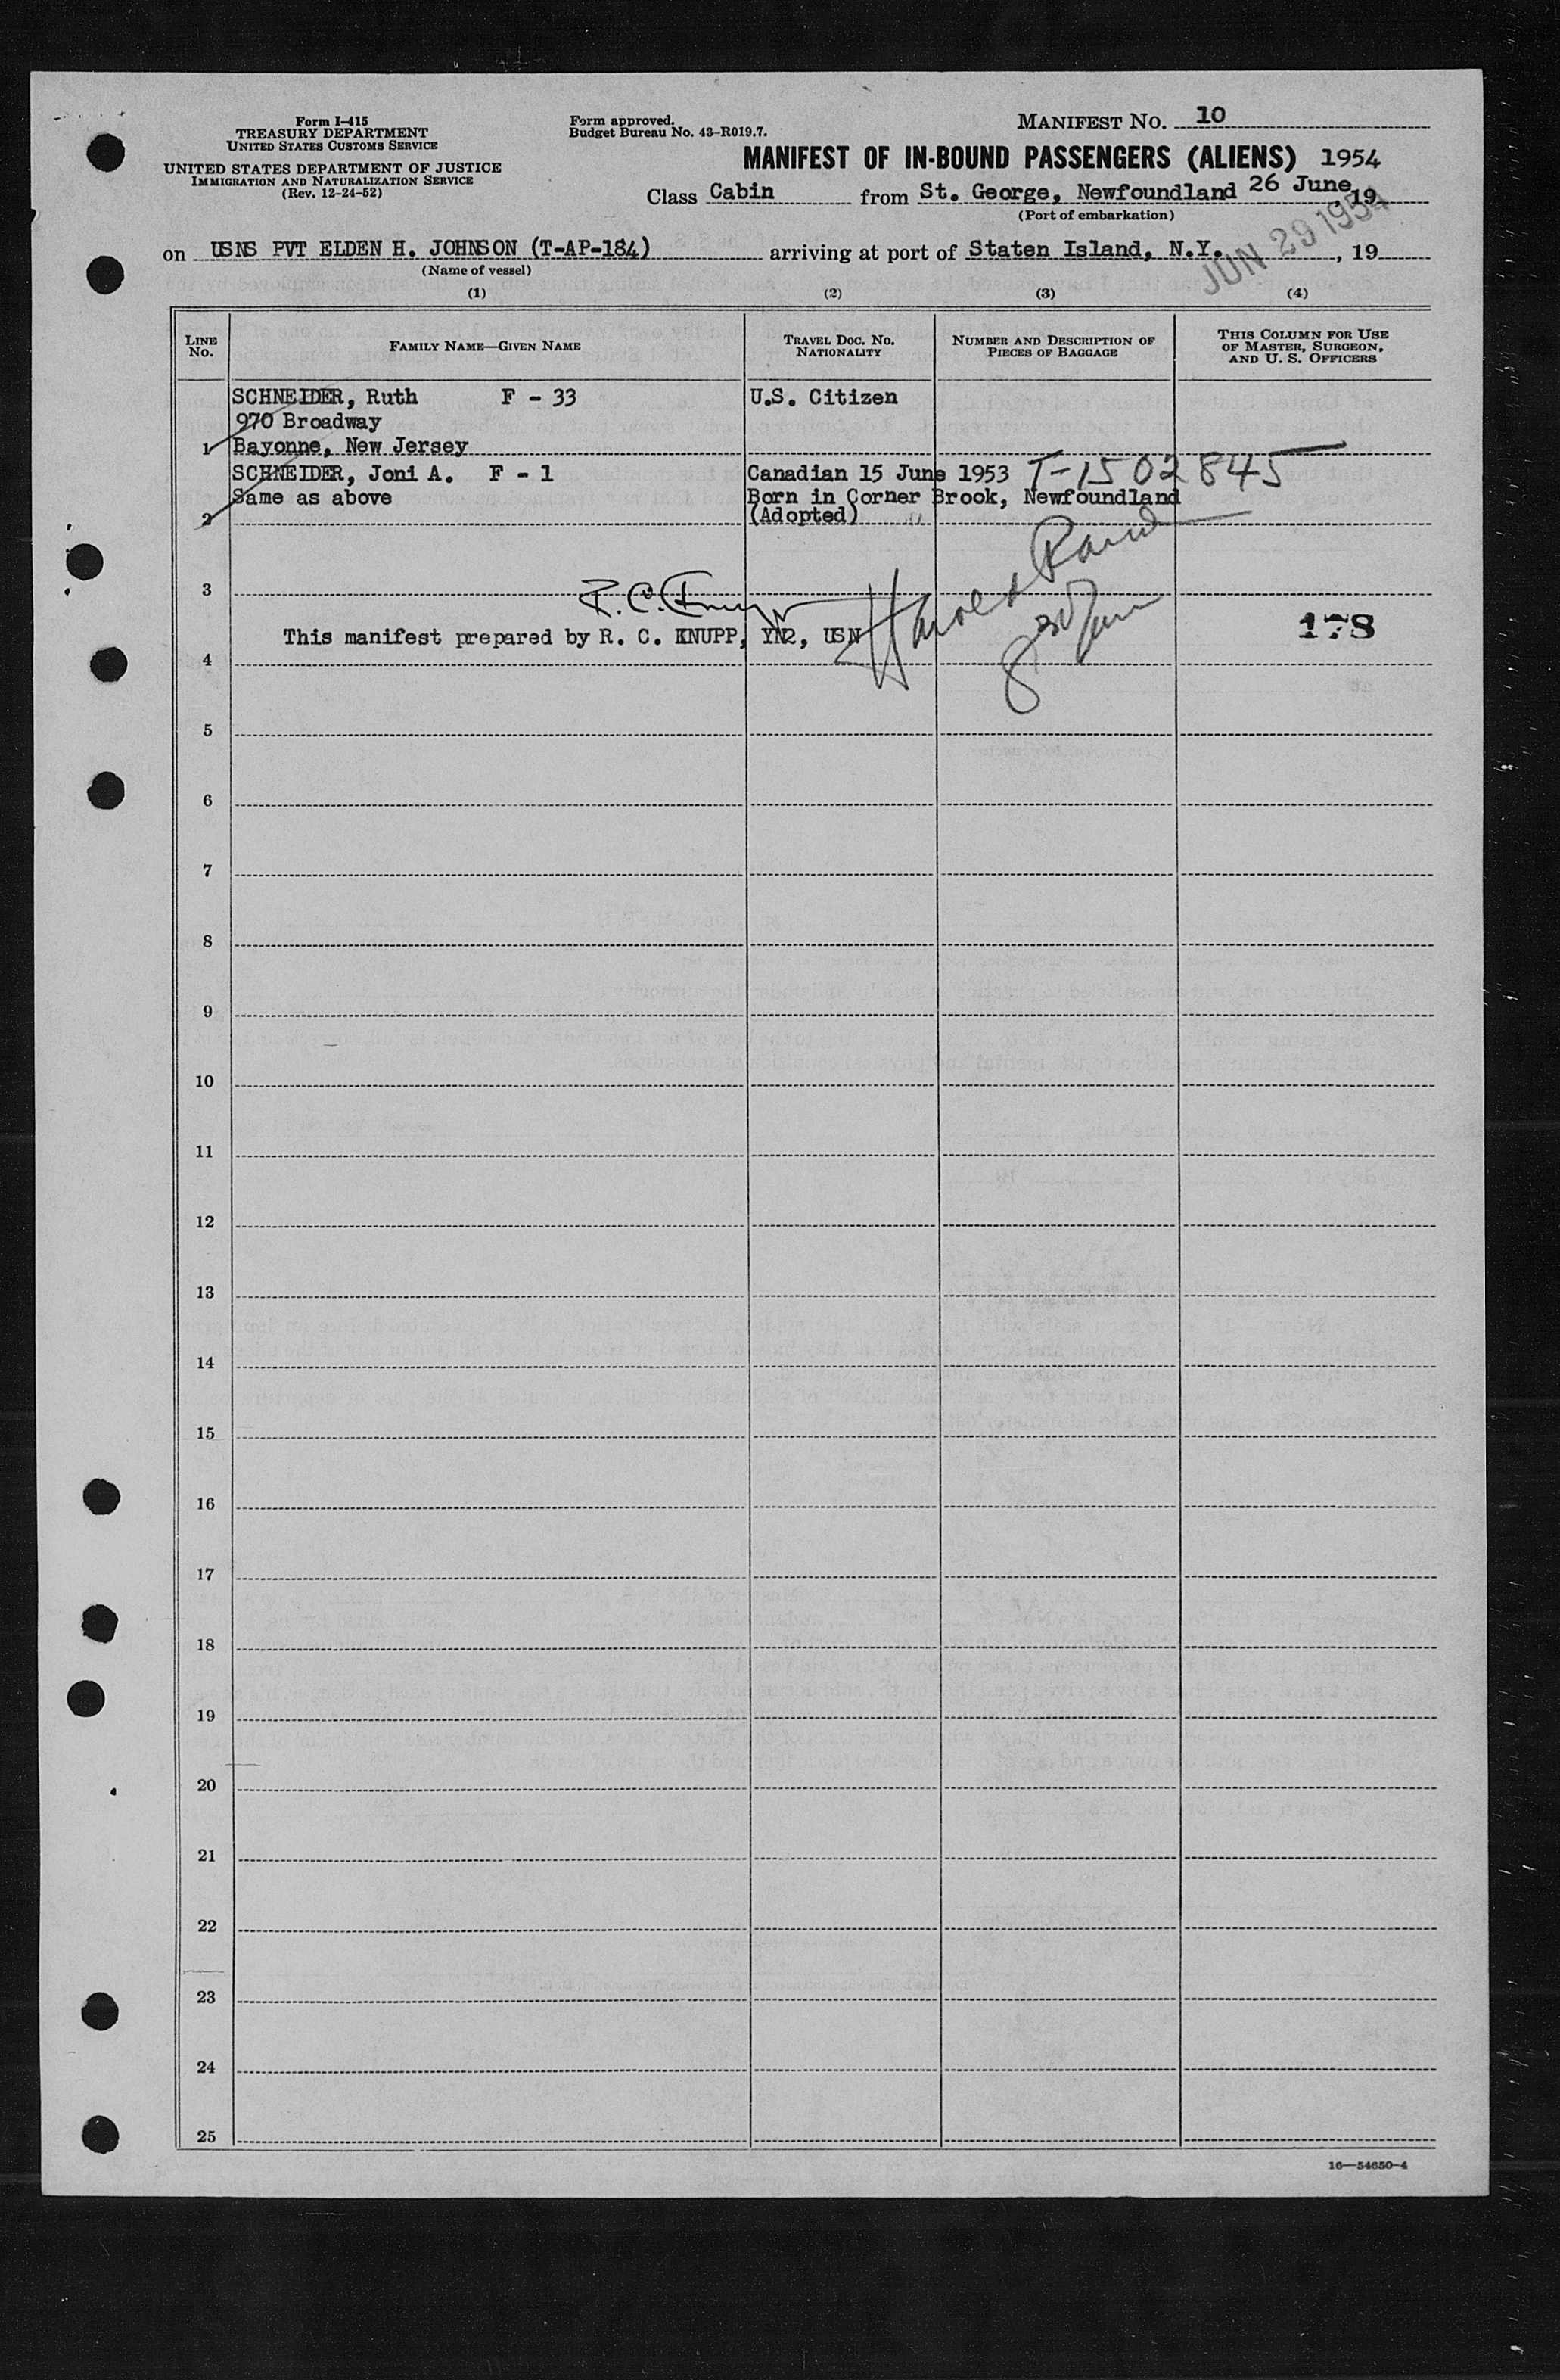 Form I-415
TREASURY DEPARTMENT
UNITED STATES CUSTOMS SERVICE
UNITED STATES DEPARTMENT OF JUSTICE
IMMIGRATION AND NATURALIZATION SERVICE
(Rev. 12-24-52)
Form approved.
Budget Bureau No. 43-R019.7.
MANIFEST NO. 10
MANIFEST OF IN-BOUND PASSENGERS (ALIENS) 1954
Class Cabin from St. George, Newfoundland 26 June, 19
(Port of embarkation)
on USNS PVT ELDEN H. JOHNSON (T-AP-184) arriving at port of Staten Island, N.Y. , 19
JUN 29 1954
(Name of vessel)
(1) (2) (3) (4)
LINE NO.
FAMILY NAME—GIVEN NAME
TRAVEL DOC. NO. NATIONALITY
NUMBER AND DESCRIPTION OF PIECES OF BAGGAGE
THIS COLUMN FOR USE OF MASTER, SURGEON, AND U. S. OFFICERS
SCHNEIDER, Ruth F - 33 U.S. Citizen
970 Broadway
1 Bayonne, New Jersey
SCHNEIDER, Joni A. F - 1 Canadian 15 June 1953 T-1502845
Same as above Born in Corner Brook, Newfoundland
2 (Adopted)
3
This manifest prepared by R. C. KNUPP, YN2, USN 178
4
5
6
7
8
9
10
11
12
13
14
15
16
17
18
19
20
21
22
23
24
25
16—54650-4